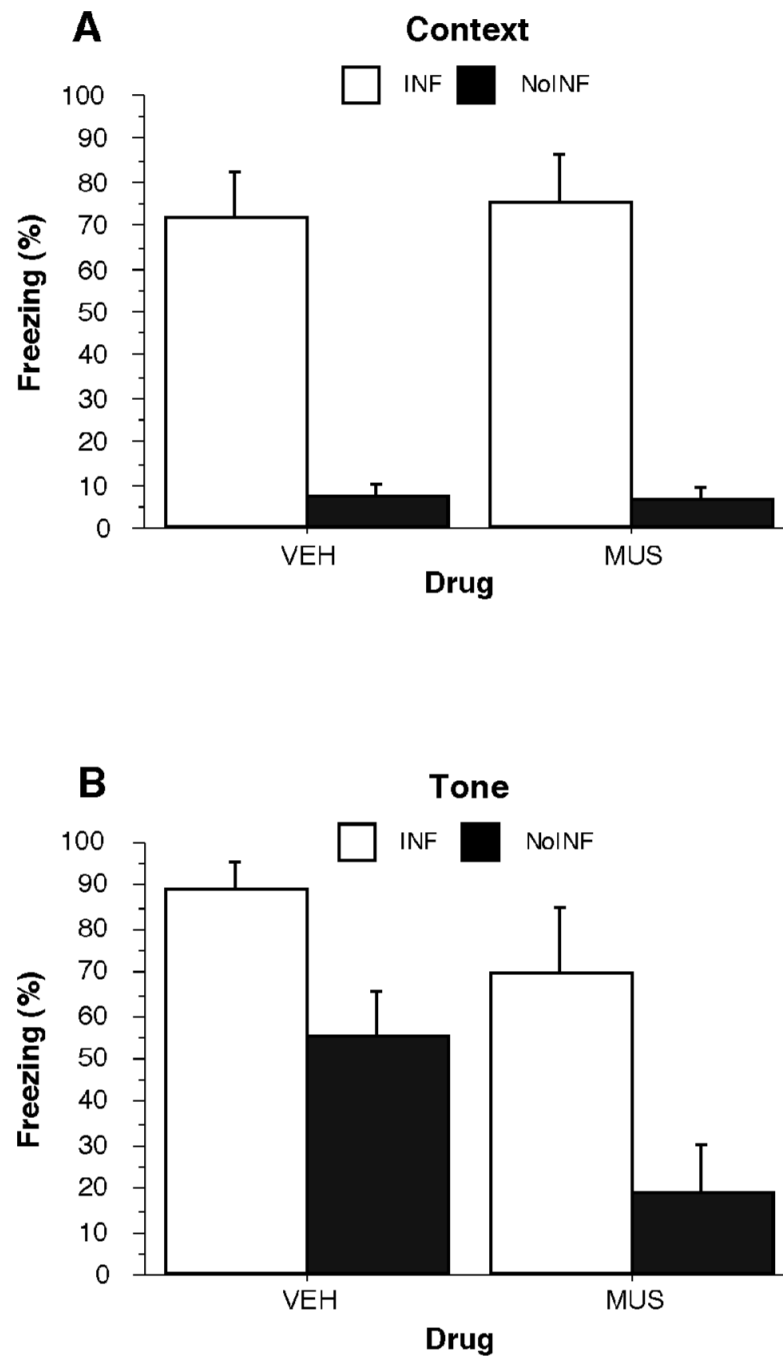 A
Context
INF NoINF
Freezing (%)
100
90
80
70
60
50
40
30
20
10
0
VEH MUS
Drug
B
Tone
INF NoINF
Freezing (%)
100
90
80
70
60
50
40
30
20
10
0
VEH MUS
Drug